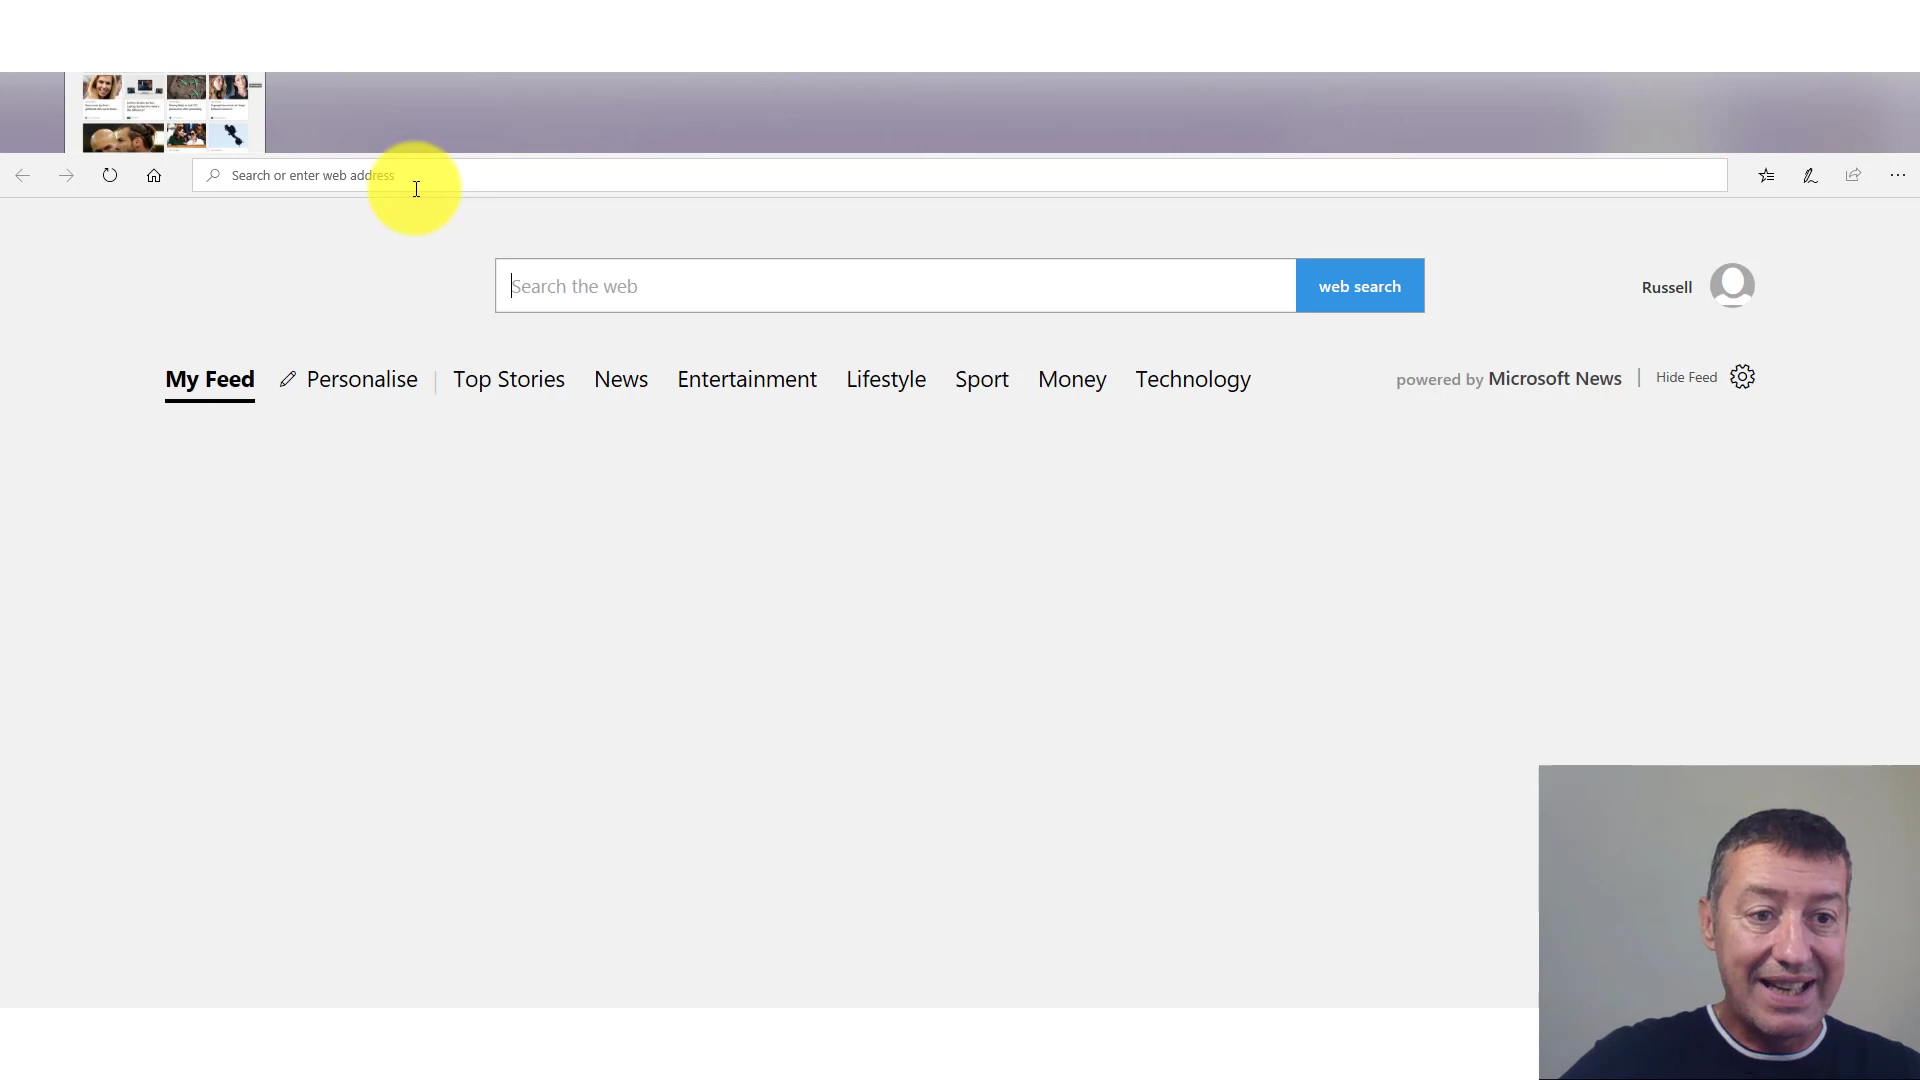 Search or enter web address
Search the web
web search
Russell
My Feed
Personalise
Top Stories
News
Entertainment
Lifestyle
Sport
Money
Technology
powered by Microsoft News
Hide Feed